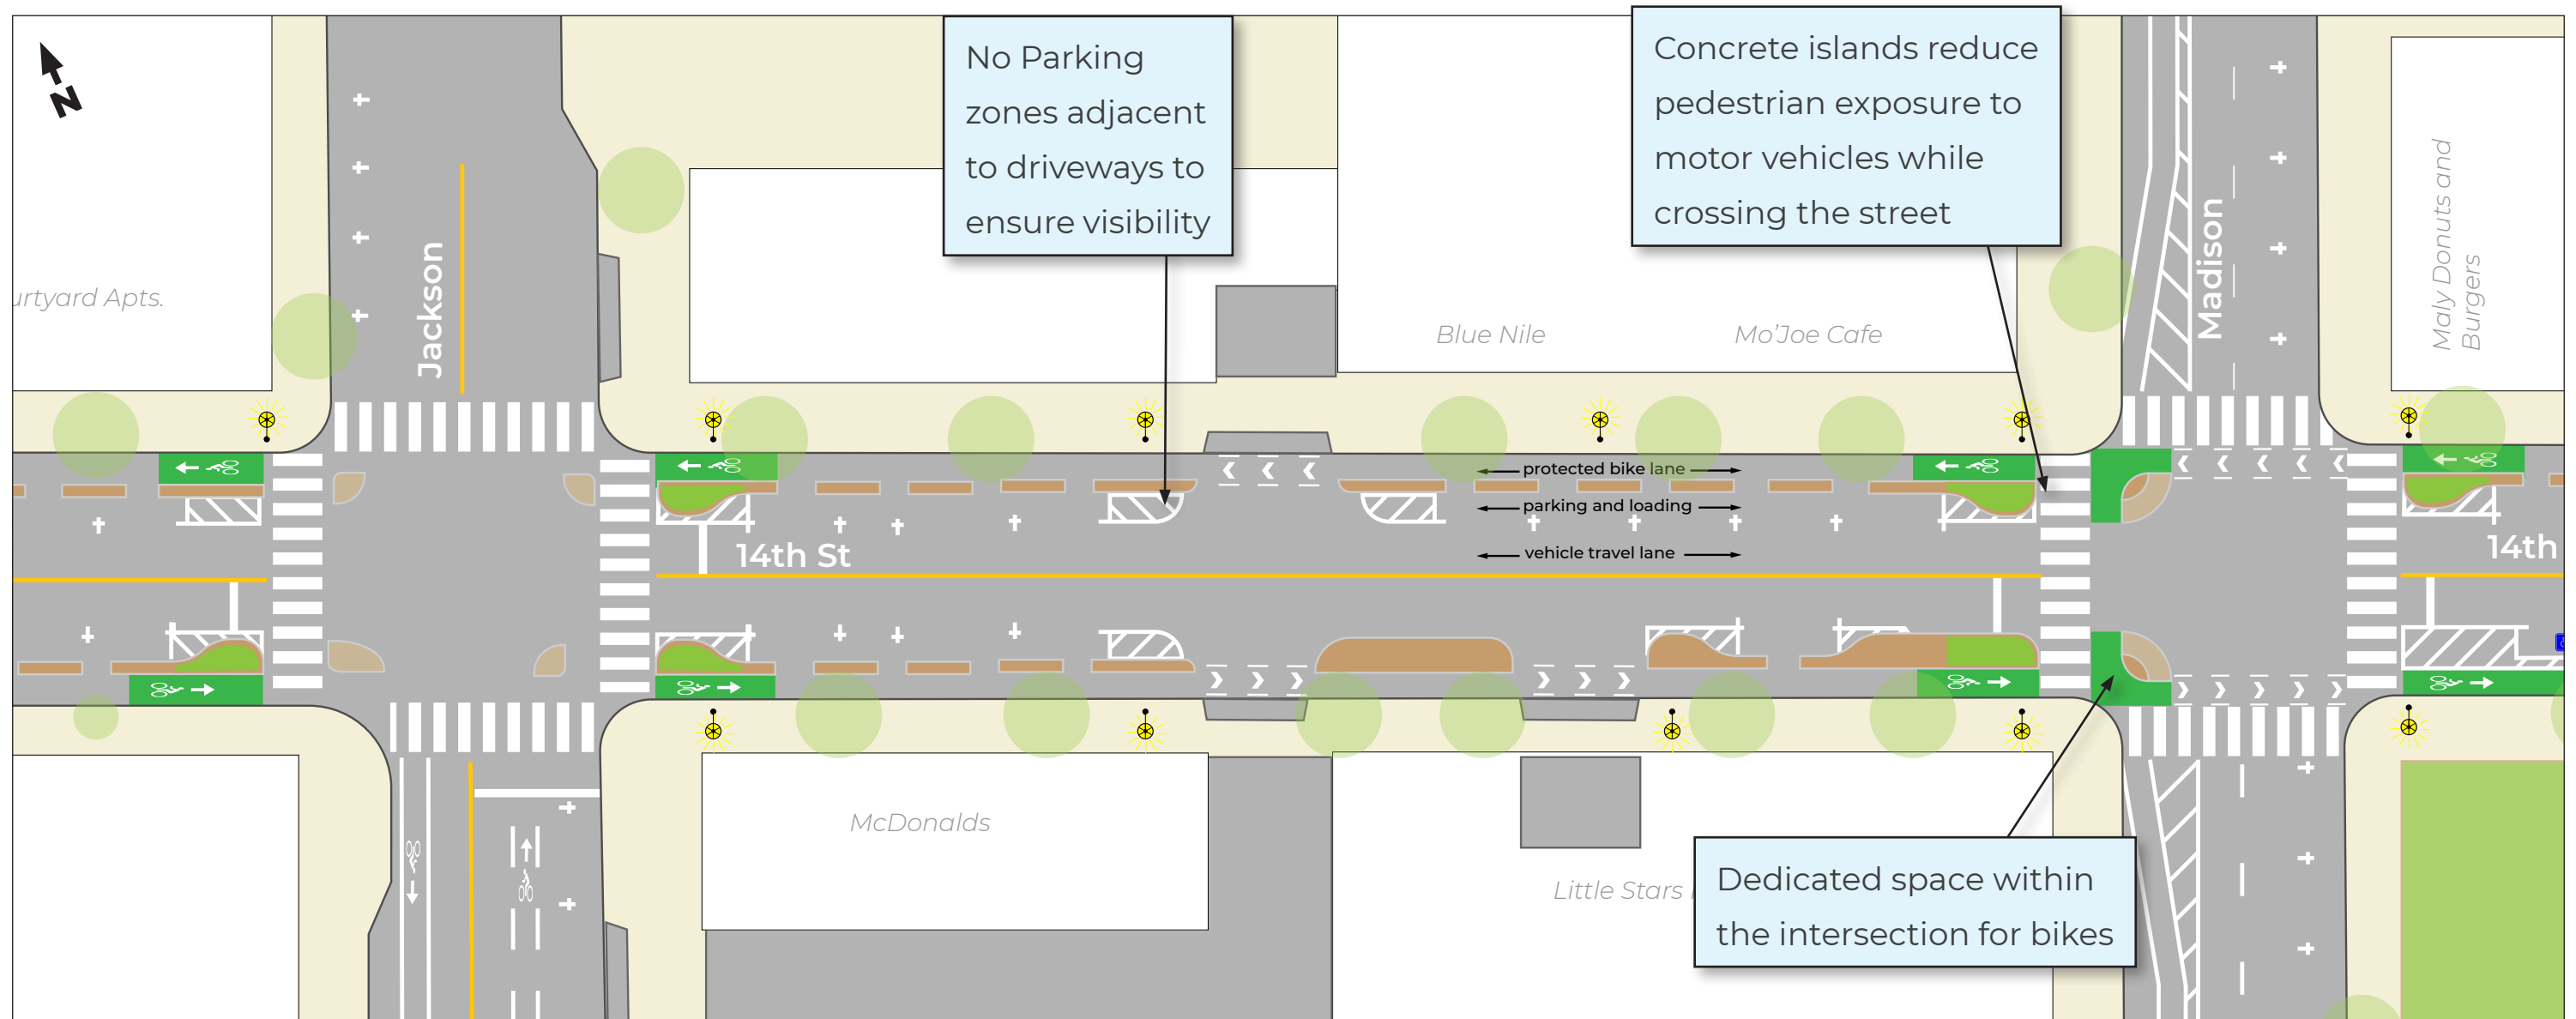 No Parking
zones adjacent
to driveways to
ensure visibility
Concrete islands reduce
pedestrian exposure to
motor vehicles while
crossing the street
N
Jackson
Madison
Maly Donuts and
Burgers
urtyard Apts.
Blue Nile
Mo'Joe Cafe
protected bike lane
parking and loading
vehicle travel lane
14th St
14th
McDonalds
Little Stars
Dedicated space within
the intersection for bikes